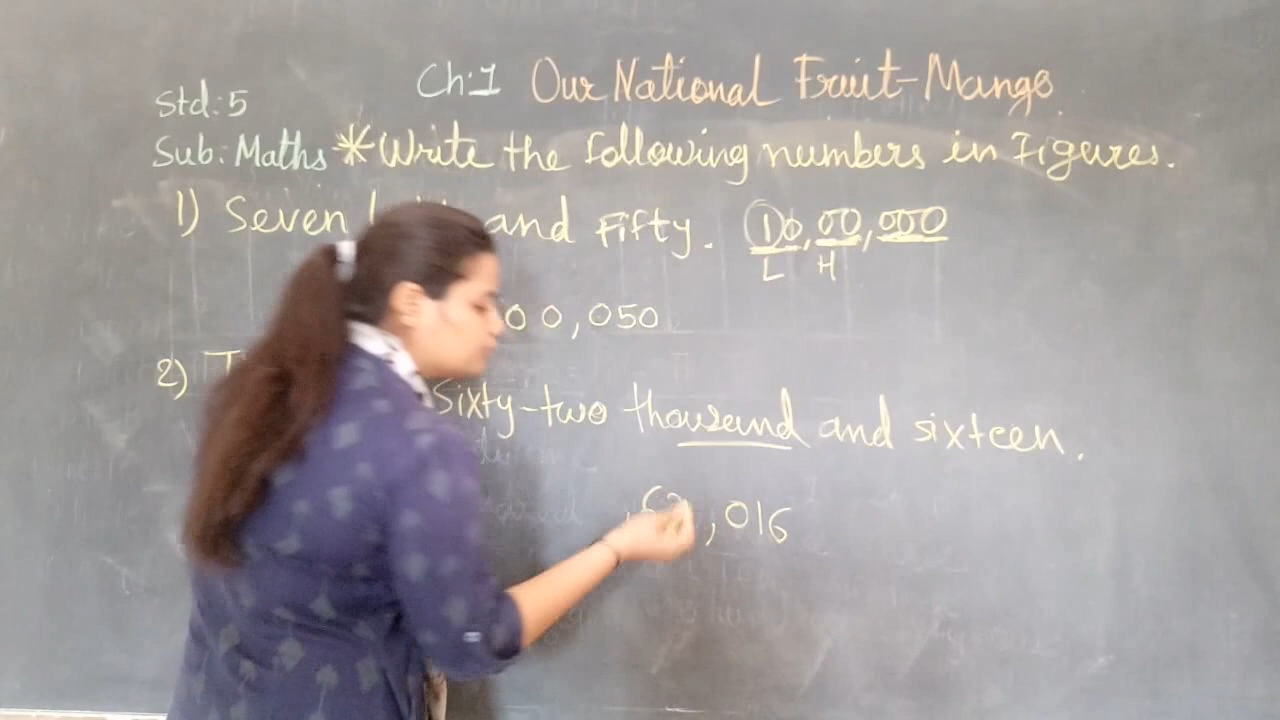 Ch:1 Our National Fruit-Mango
Std:5
Sub: Maths *Write the following numbers in Figures.
1) Seven and Fifty. 10,00,000
L H
00,050
2) Sixty-two thousand and sixteen.
,62,016